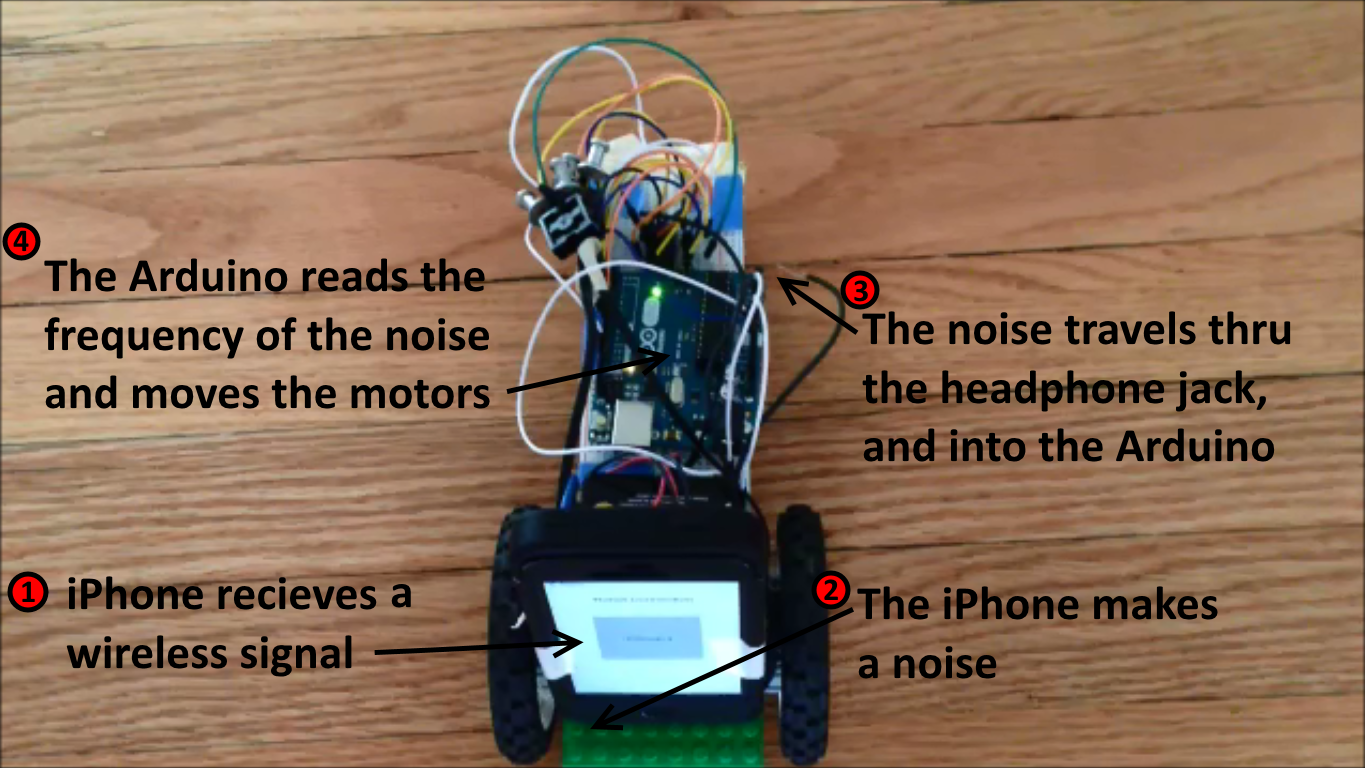 4
The Arduino reads the
frequency of the noise
and moves the motors
3
The noise travels thru
the headphone jack,
and into the Arduino
1
iPhone recieves a
wireless signal
2
The iPhone makes
a noise